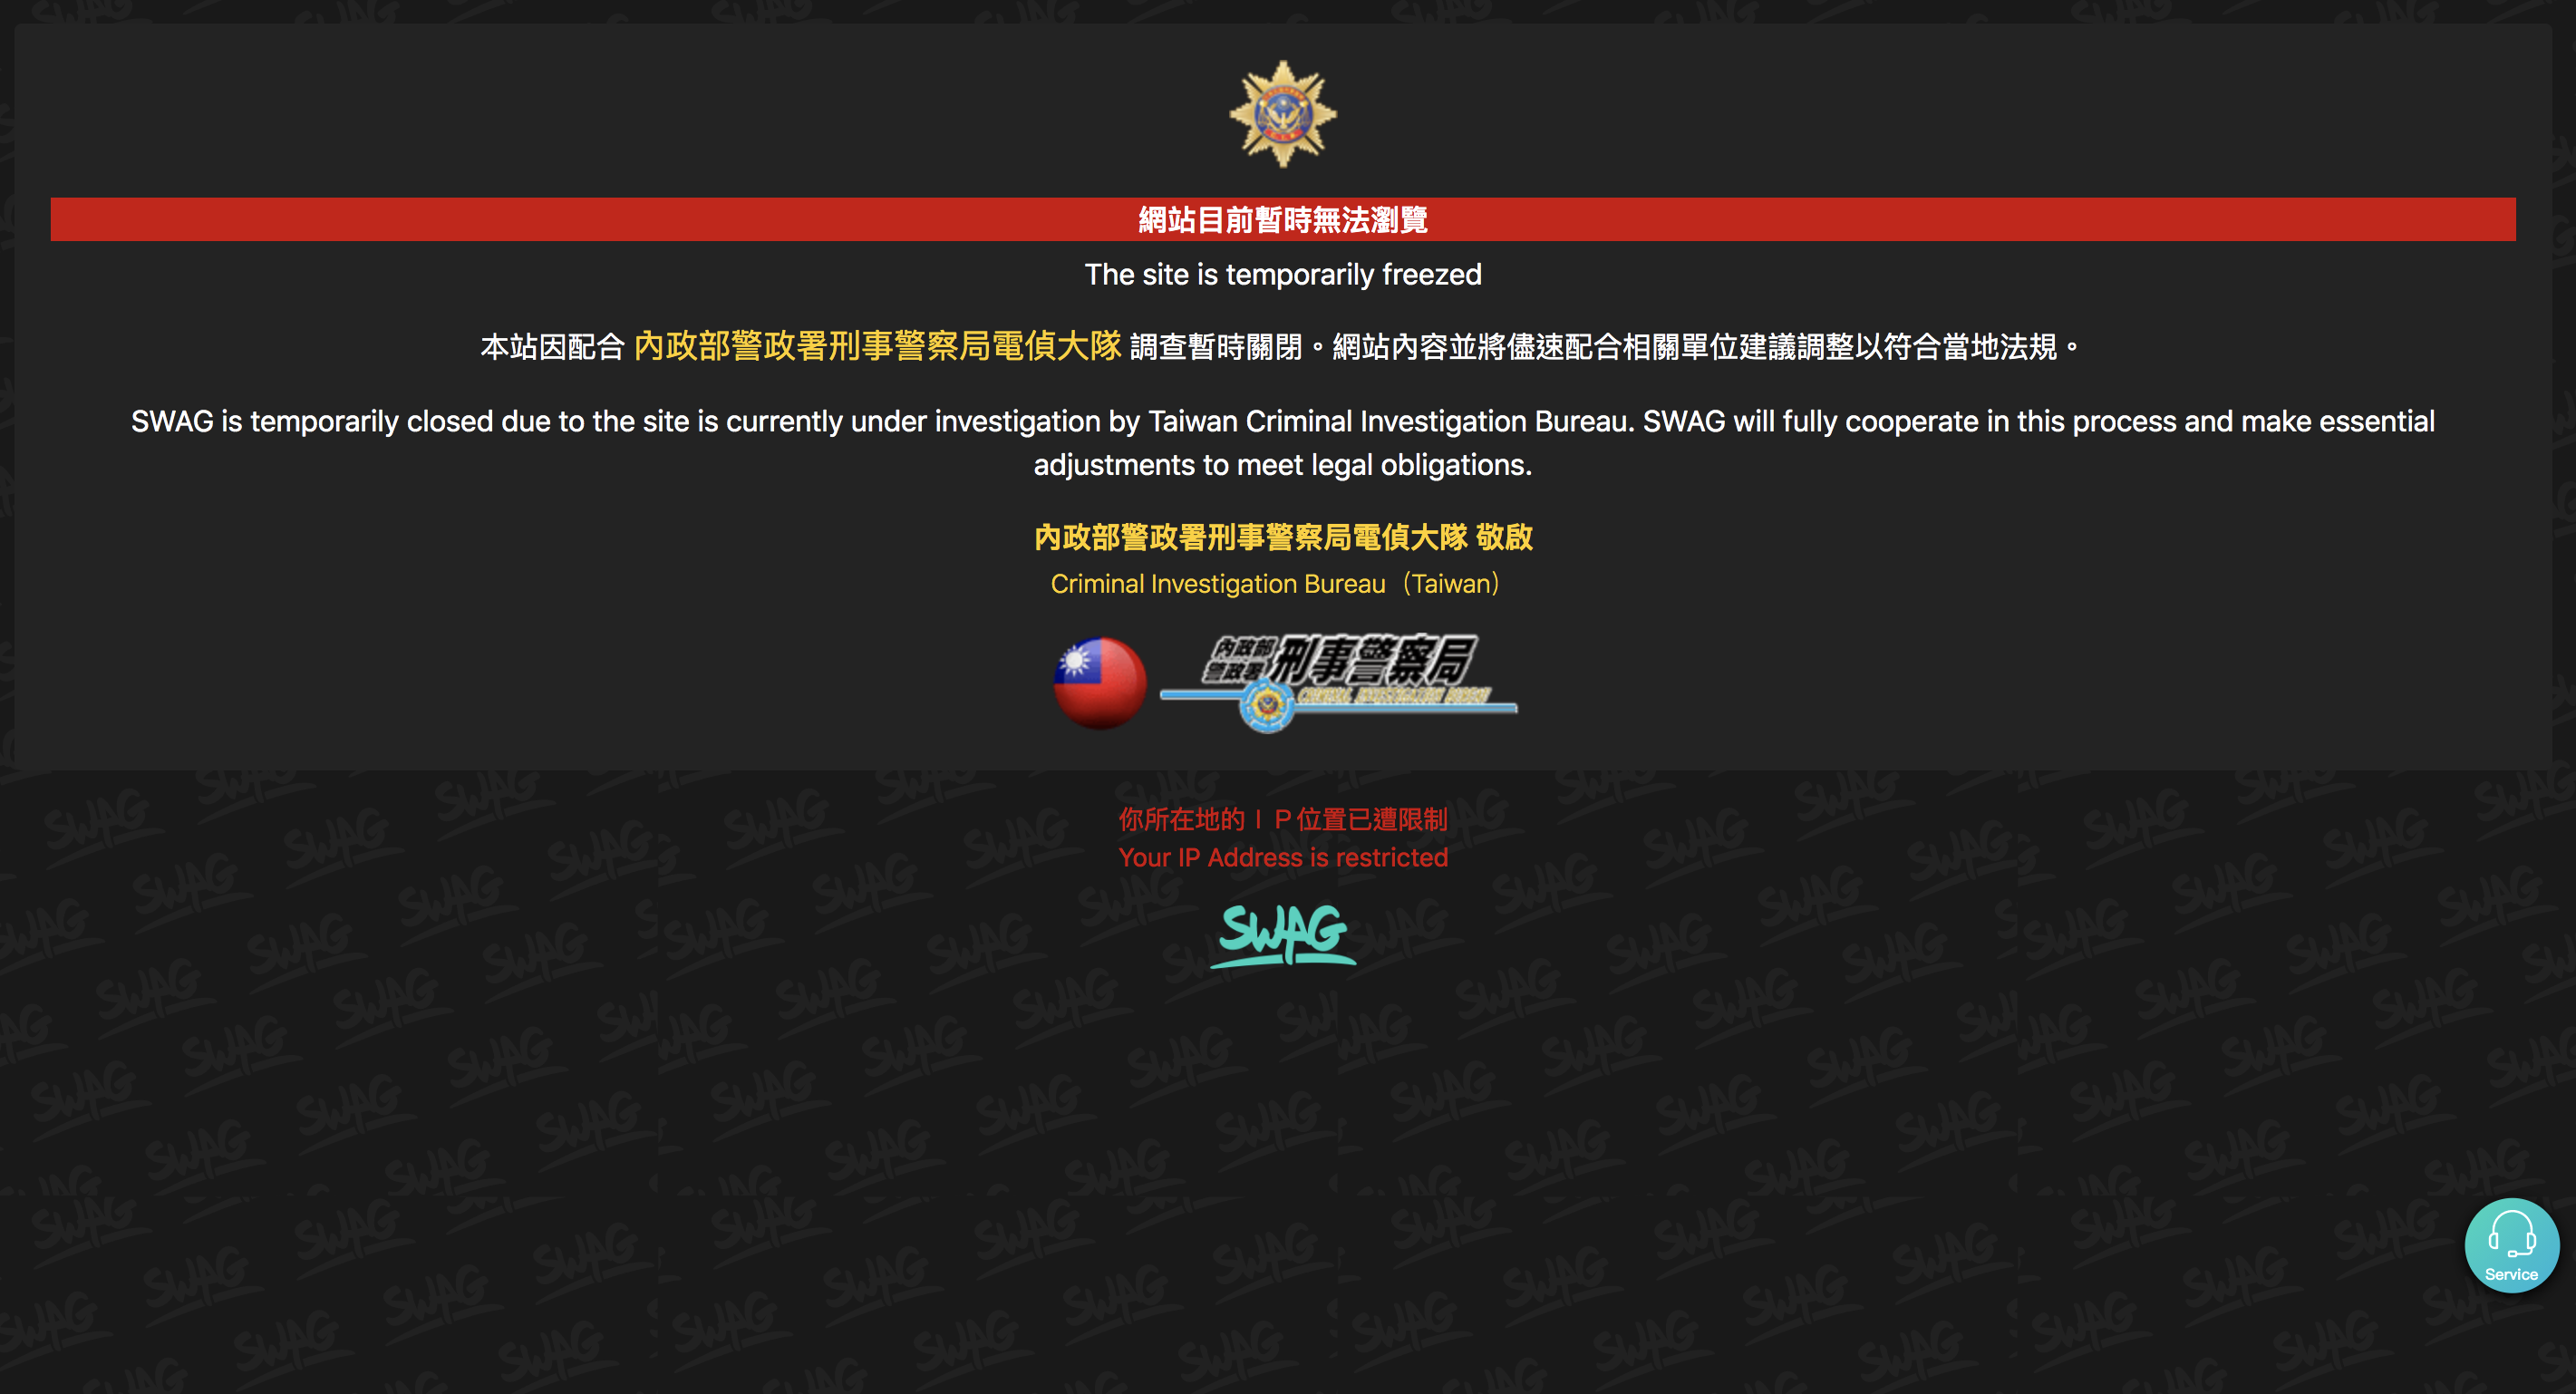 網站目前暫時無法瀏覽
The site is temporarily freezed
本站因配合 內政部警政署刑事警察局電偵大隊 調查暫時關閉。網站內容並將儘速配合相關單位建議調整以符合當地法規。
SWAG is temporarily closed due to the site is currently under investigation by Taiwan Criminal Investigation Bureau. SWAG will fully cooperate in this process and make essential
adjustments to meet legal obligations.
內政部警政署刑事警察局電偵大隊 敬啟
Criminal Investigation Bureau（Taiwan）
內政部
警政署 刑事警察局
CRIMINAL INVESTIGATION BUREAU
你所在地的ＩＰ位置已遭限制
Your IP Address is restricted
SWAG
Service